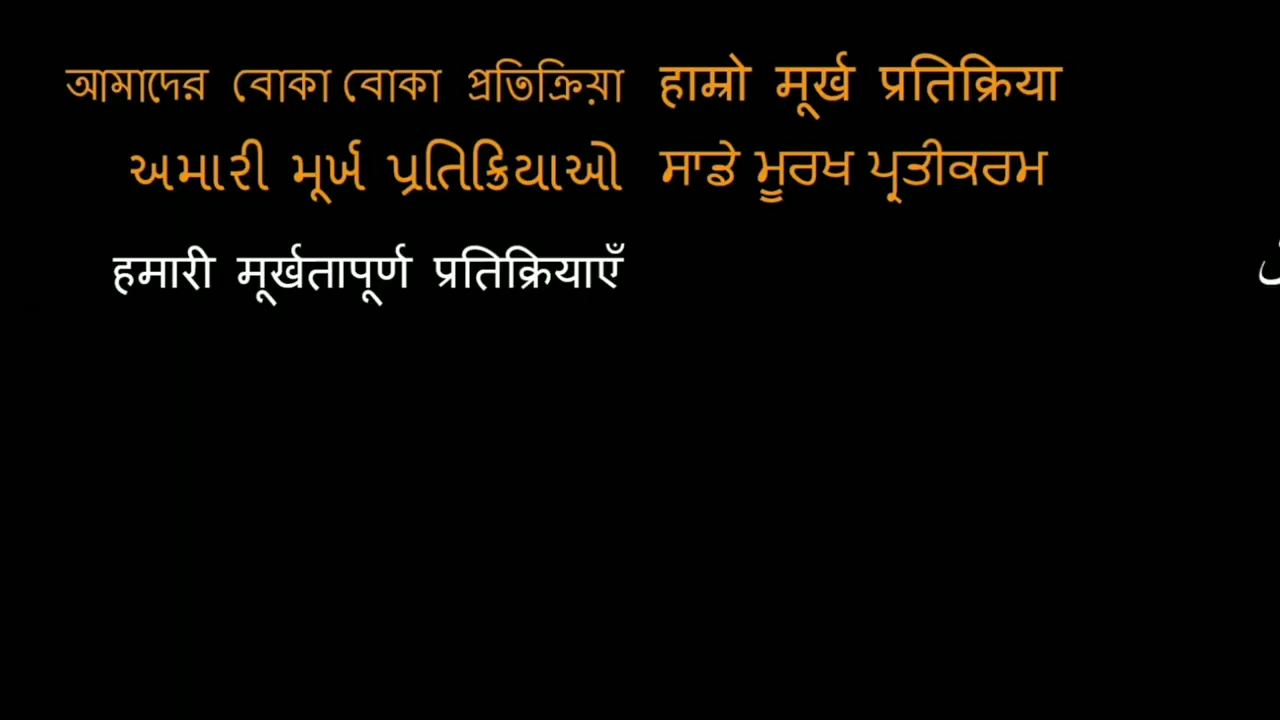 আমাদের বোকা বোকা প্রতিক্রিয়া हाम्रो मूर्ख प्रतिक्रिया
અમારી મૂર્ખ પ્રતિક્રિયાઓ ਸਾਡੇ ਮੂਰਖ ਪ੍ਰਤੀਕਰਮ
हमारी मूर्खतापूर्ण प्रतिक्रियाएँ